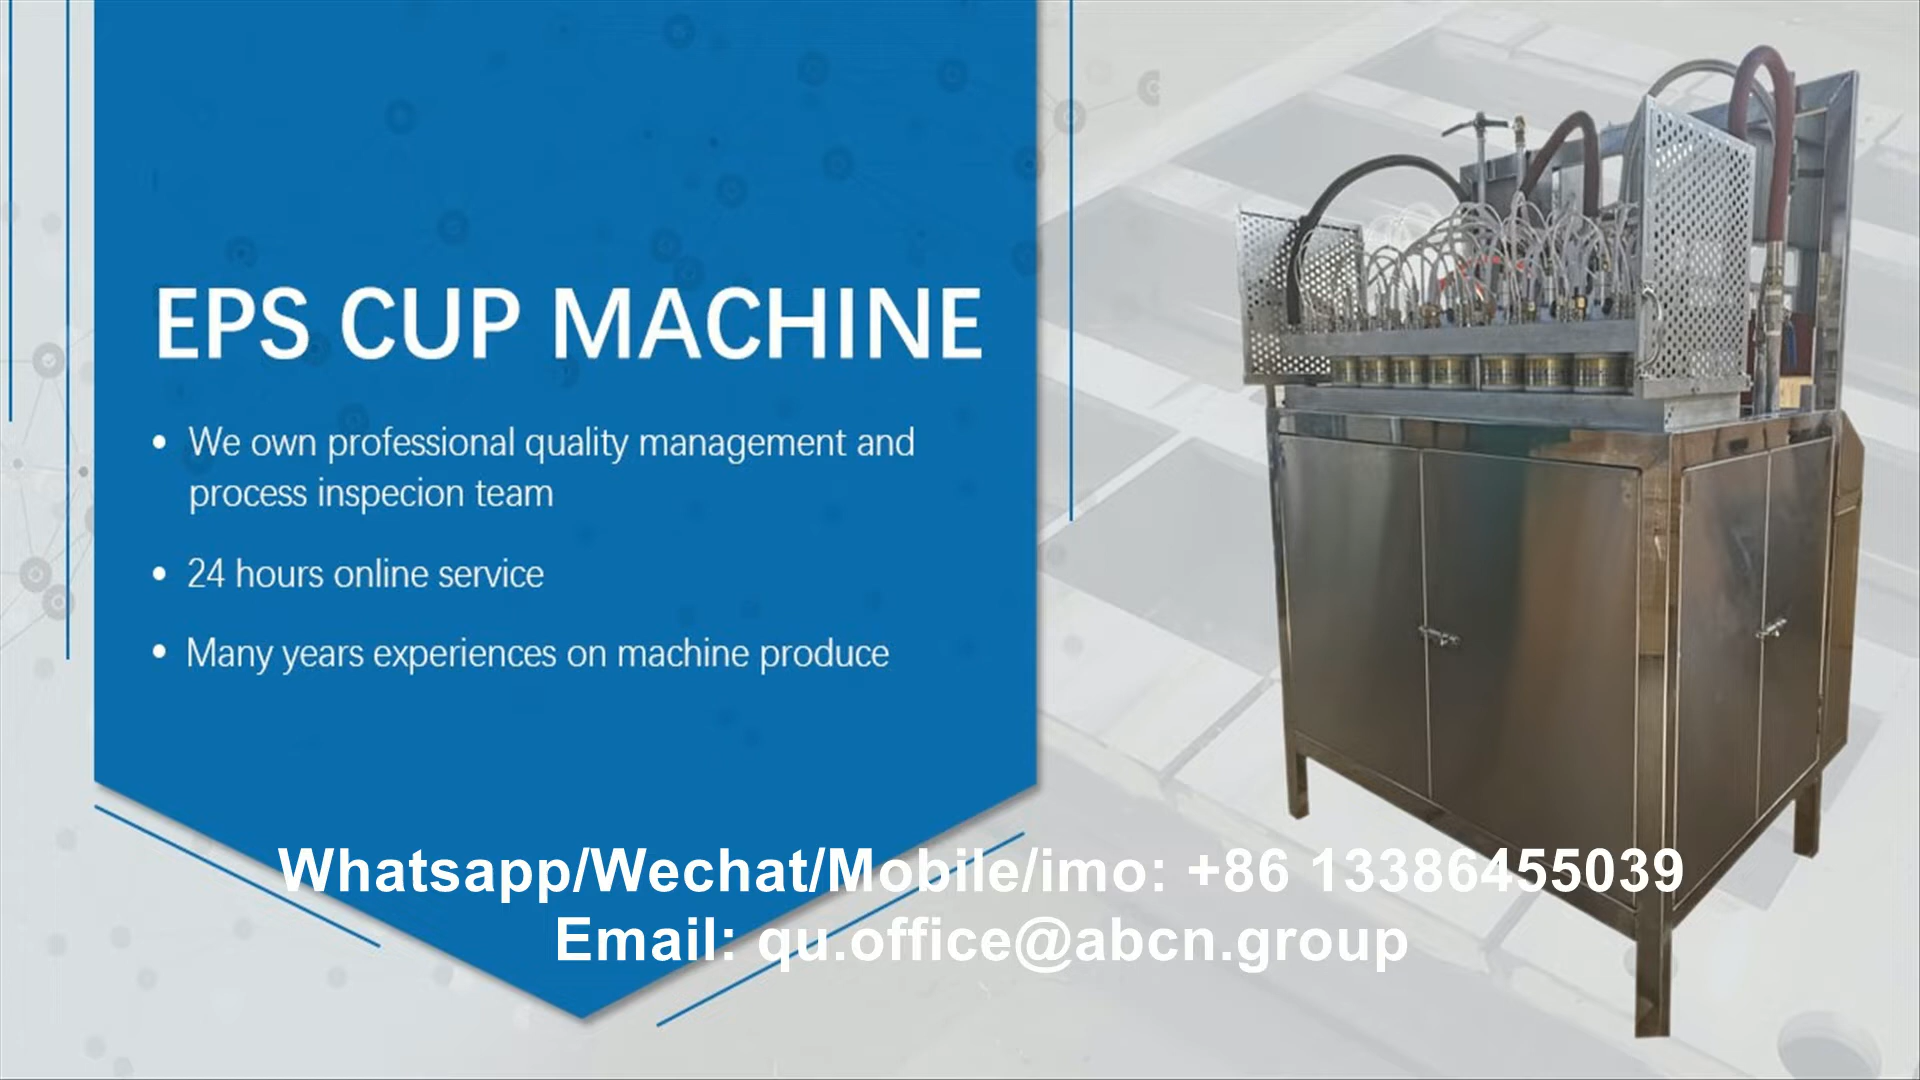 EPS CUP MACHINE
• We own professional quality management and
process inspecion team
• 24 hours online service
• Many years experiences on machine produce
Whatsapp/Wechat/Mobile/imo: +86 13386455039
Email: qu.office@abcn.group